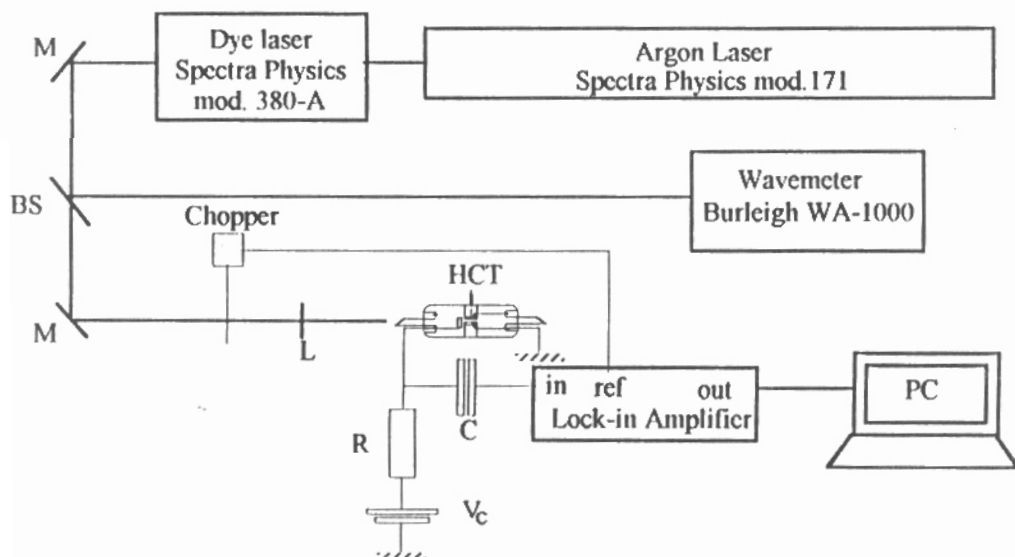 M
Dye laser
Spectra Physics
mod. 380-A
Argon Laser
Spectra Physics mod.171
BS
Wavemeter
Burleigh WA-1000
Chopper
HCT
M
L
in ref out
Lock-in Amplifier
PC
C
R
Vc